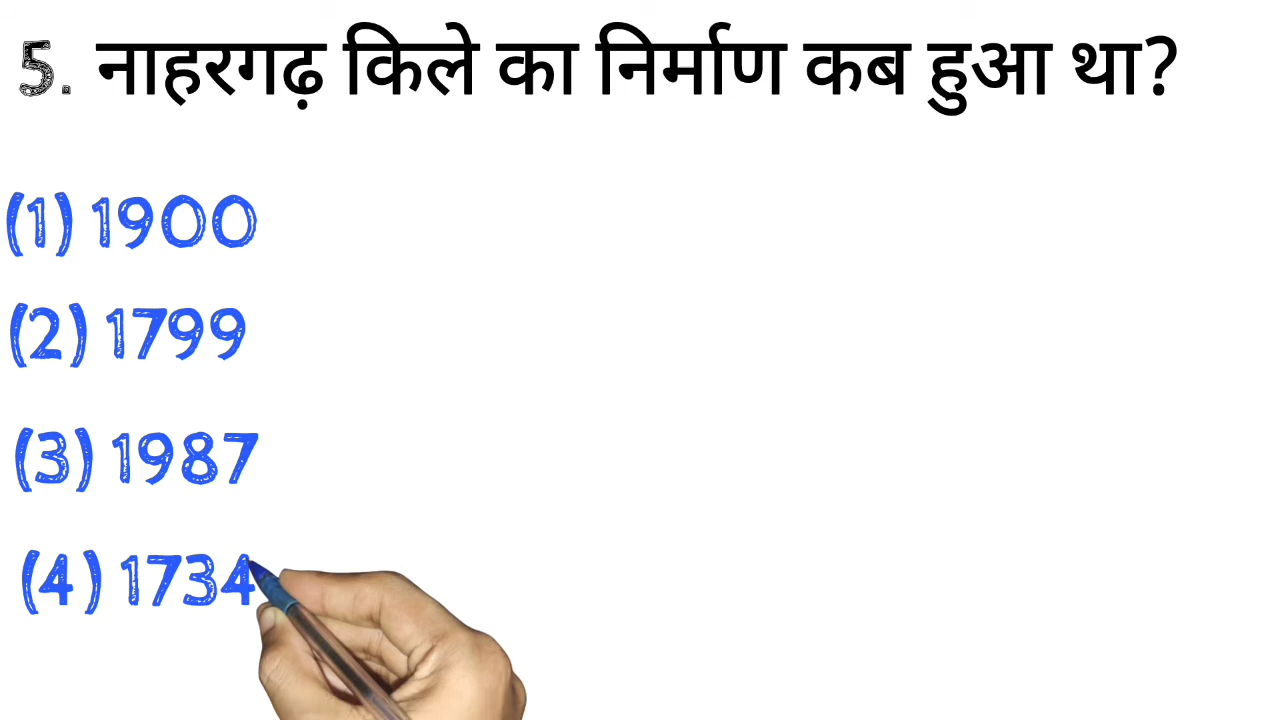 5. नाहरगढ़ किले का निर्माण कब हुआ था?
(1) 1900
(2) 1799
(3) 1987
(4) 1734